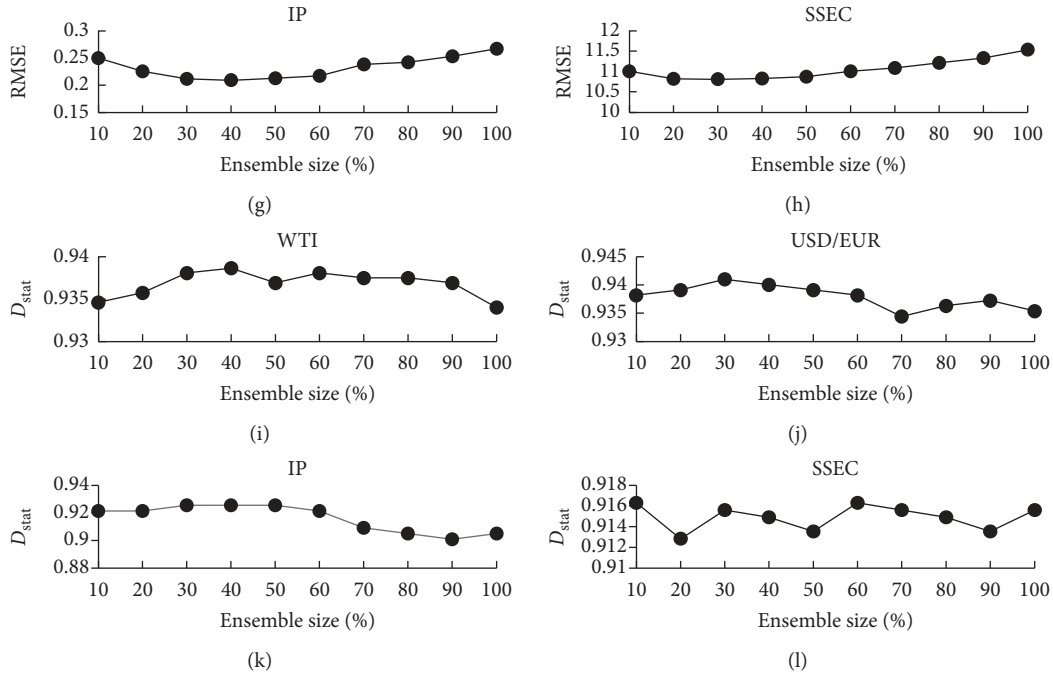 IP
RMSE
0.3
0.25
0.2
0.15
10 20 30 40 50 60 70 80 90 100
Ensemble size (%)
(g)
SSEC
RMSE
12
11.5
11
10.5
10
10 20 30 40 50 60 70 80 90 100
Ensemble size (%)
(h)
WTI
Dstat
0.94
0.935
0.93
10 20 30 40 50 60 70 80 90 100
Ensemble size (%)
(i)
USD/EUR
Dstat
0.945
0.94
0.935
0.93
10 20 30 40 50 60 70 80 90 100
Ensemble size (%)
(j)
IP
Dstat
0.94
0.92
0.9
0.88
10 20 30 40 50 60 70 80 90 100
Ensemble size (%)
(k)
SSEC
Dstat
0.918
0.916
0.914
0.912
0.91
10 20 30 40 50 60 70 80 90 100
Ensemble size (%)
(l)